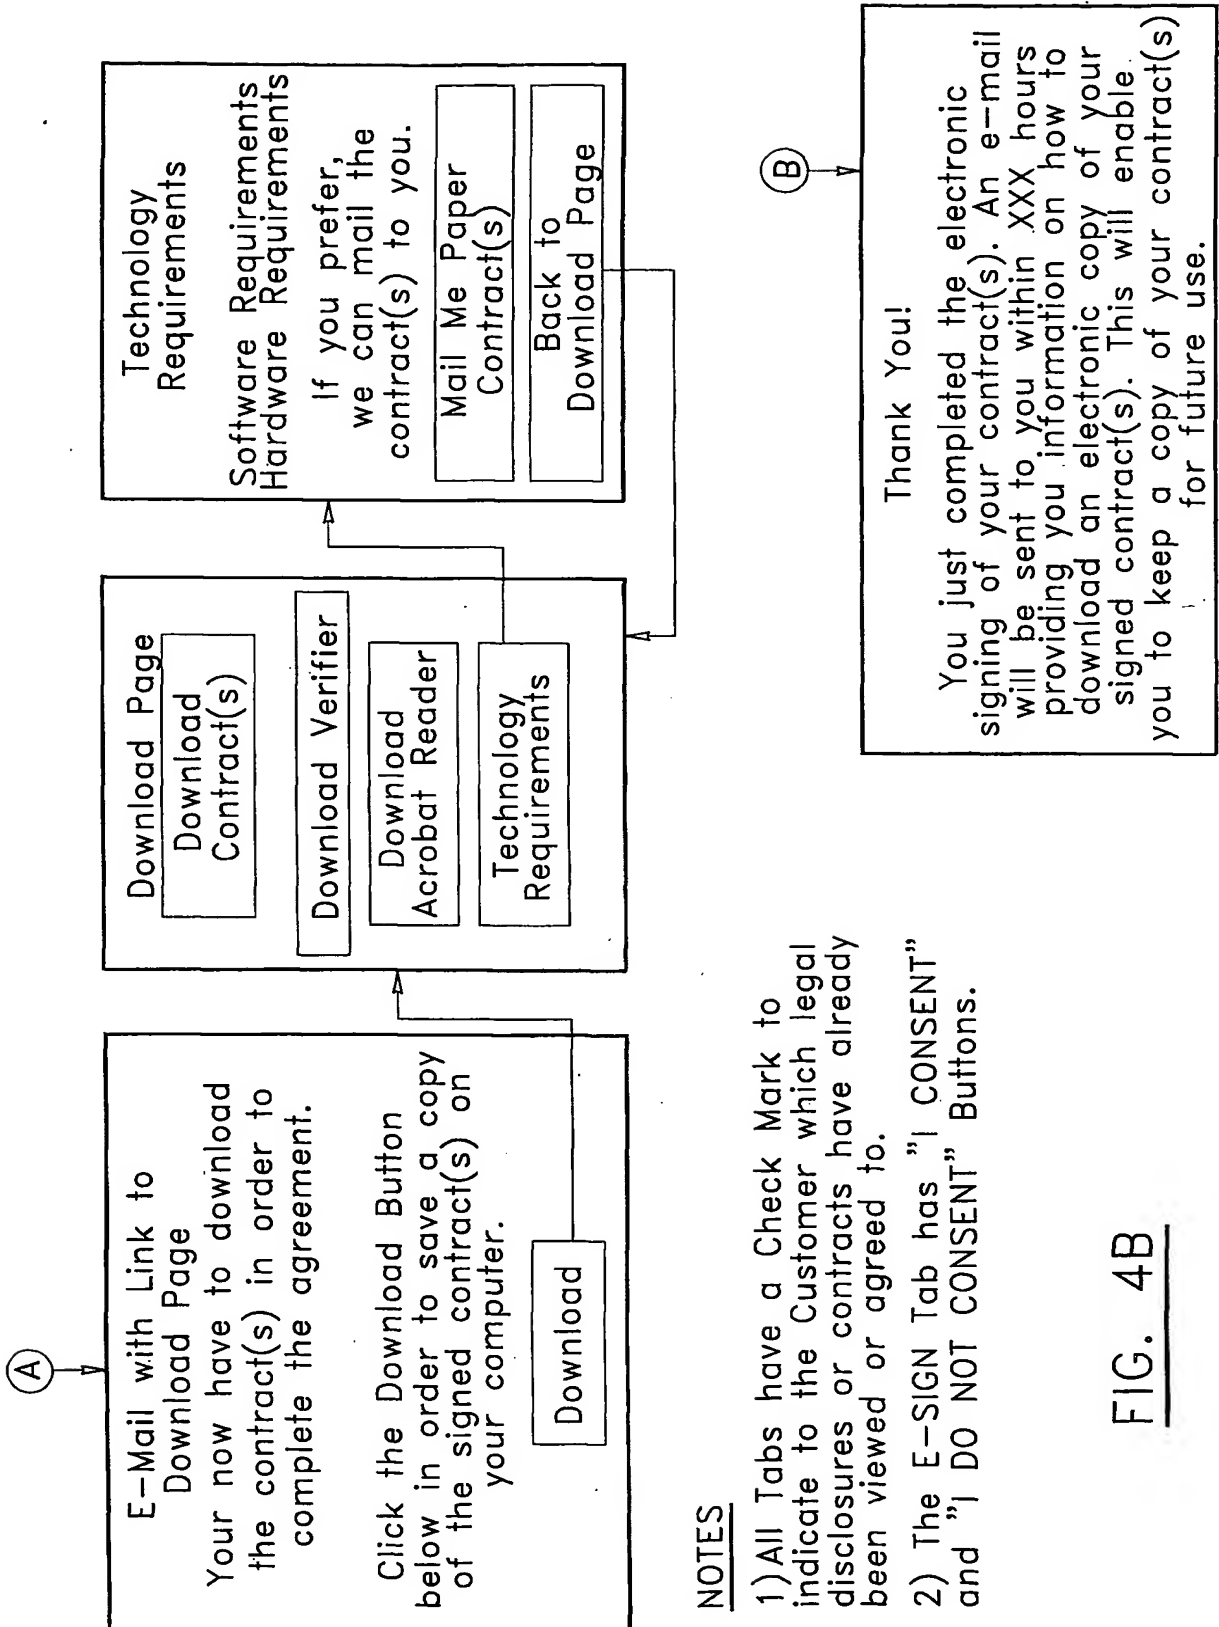 A
E-Mail with Link to
Download Page
Your now have to download
the contract(s) in order to
complete the agreement.
Click the Download Button
below in order to save a copy
of the signed contract(s) on
your computer.
Download
Download Page
Download
Contract(s)
Download Verifier
Download
Acrobat Reader
Technology
Requirements
Technology
Requirements
Software Requirements
Hardware Requirements
If you prefer,
we can mail the
contract(s) to you.
Mail Me Paper
Contract(s)
Back to
Download Page
NOTES
1)All Tabs have a Check Mark to
indicate to the Customer which legal
disclosures or contracts have already
been viewed or agreed to.
2) The E-SIGN Tab has "I CONSENT"
and "I DO NOT CONSENT" Buttons.
B
Thank You!
You just completed the electronic
signing of your contract(s). An e-mail
will be sent to you within XXX hours
providing you information on how to
download an electronic copy of your
signed contract(s). This will enable
you to keep a copy of your contract(s)
for future use.
FIG. 4B